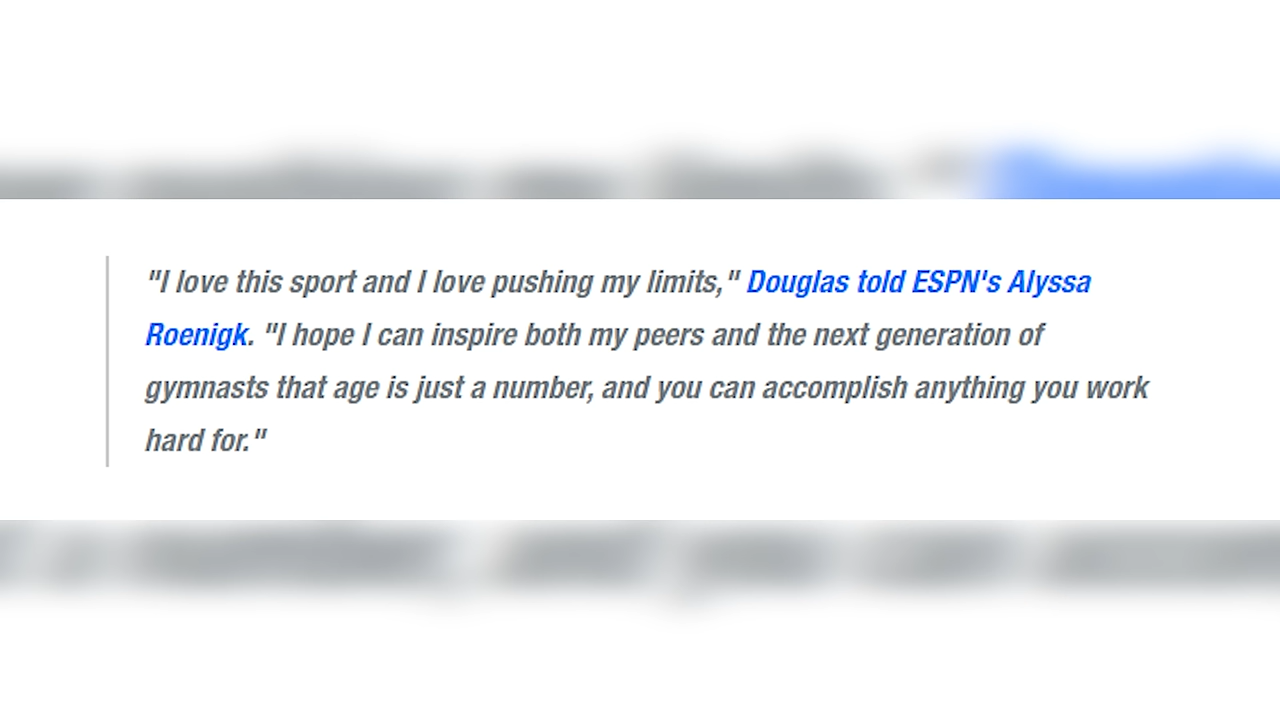 "I love this sport and I love pushing my limits," Douglas told ESPN's Alyssa
Roenigk. "I hope I can inspire both my peers and the next generation of
gymnasts that age is just a number, and you can accomplish anything you work
hard for."